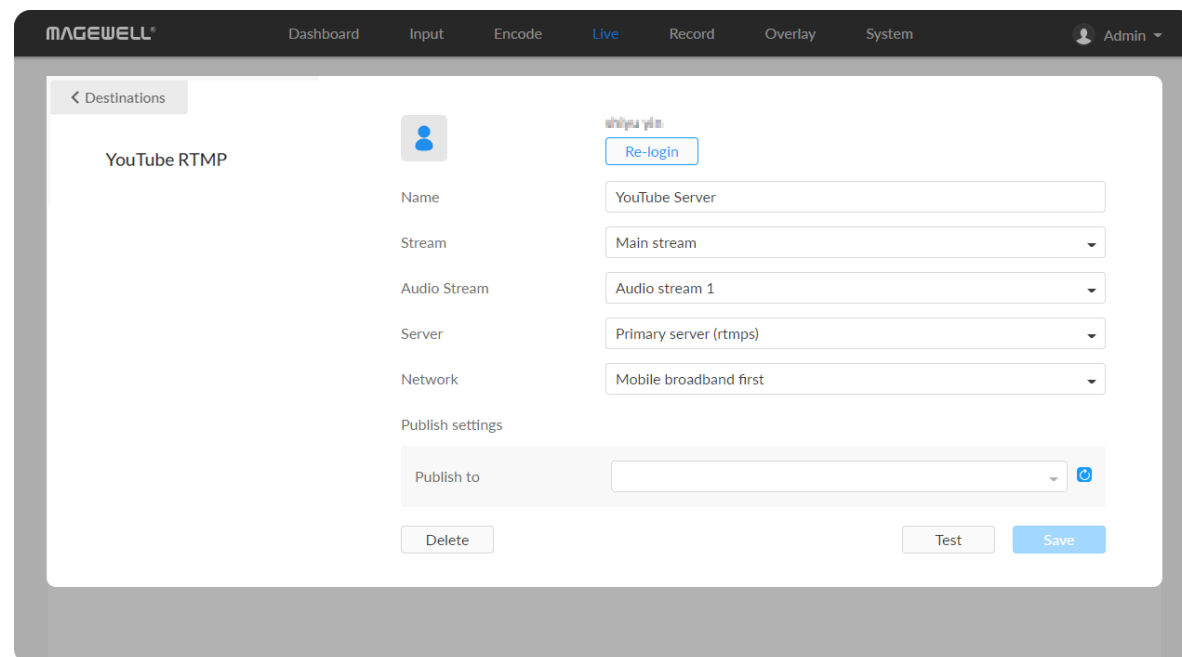 MAGEWELL®
Dashboard Input Encode Live Record Overlay System Admin
Destinations
YouTube RTMP
Re-login
Name YouTube Server
Stream Main stream
Audio Stream Audio stream 1
Server Primary server (rtmps)
Network Mobile broadband first
Publish settings
Publish to
Delete Test Save